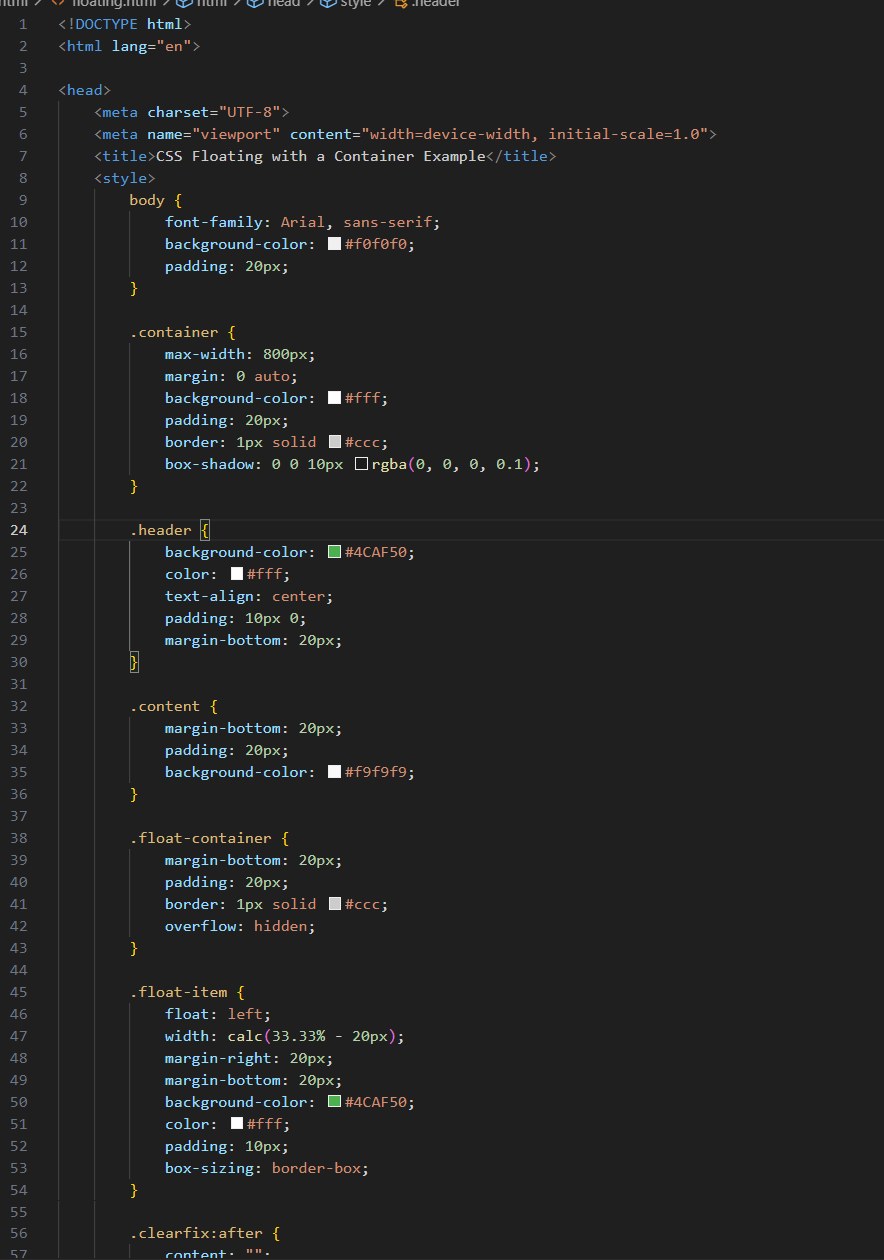 html > <> floating.html > html > head > style > .header
1 <!DOCTYPE html>
2 <html lang="en">
3
4 <head>
5     <meta charset="UTF-8">
6     <meta name="viewport" content="width=device-width, initial-scale=1.0">
7     <title>CSS Floating with a Container Example</title>
8     <style>
9         body {
10             font-family: Arial, sans-serif;
11             background-color: #f0f0f0;
12             padding: 20px;
13         }
14
15         .container {
16             max-width: 800px;
17             margin: 0 auto;
18             background-color: #fff;
19             padding: 20px;
20             border: 1px solid #ccc;
21             box-shadow: 0 0 10px rgba(0, 0, 0, 0.1);
22         }
23
24         .header {
25             background-color: #4CAF50;
26             color: #fff;
27             text-align: center;
28             padding: 10px 0;
29             margin-bottom: 20px;
30         }
31
32         .content {
33             margin-bottom: 20px;
34             padding: 20px;
35             background-color: #f9f9f9;
36         }
37
38         .float-container {
39             margin-bottom: 20px;
40             padding: 20px;
41             border: 1px solid #ccc;
42             overflow: hidden;
43         }
44
45         .float-item {
46             float: left;
47             width: calc(33.33% - 20px);
48             margin-right: 20px;
49             margin-bottom: 20px;
50             background-color: #4CAF50;
51             color: #fff;
52             padding: 10px;
53             box-sizing: border-box;
54         }
55
56         .clearfix:after {
57             content: "";